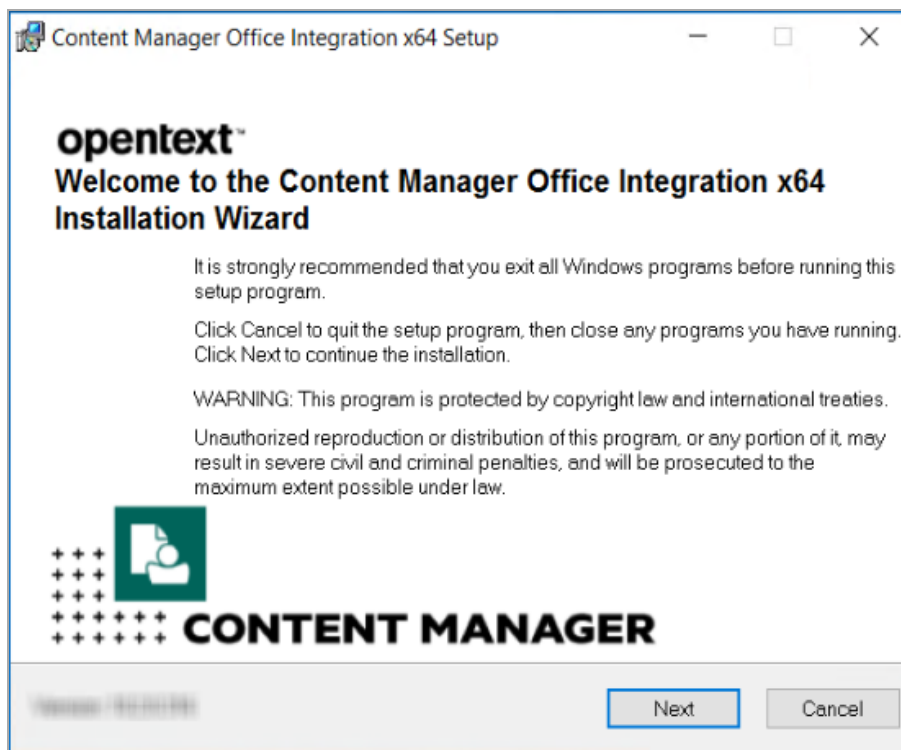 Content Manager Office Integration x64 Setup
opentext™
Welcome to the Content Manager Office Integration x64
Installation Wizard
It is strongly recommended that you exit all Windows programs before running this
setup program.
Click Cancel to quit the setup program, then close any programs you have running.
Click Next to continue the installation.
WARNING: This program is protected by copyright law and international treaties.
Unauthorized reproduction or distribution of this program, or any portion of it, may
result in severe civil and criminal penalties, and will be prosecuted to the
maximum extent possible under law.
CONTENT MANAGER
Next
Cancel